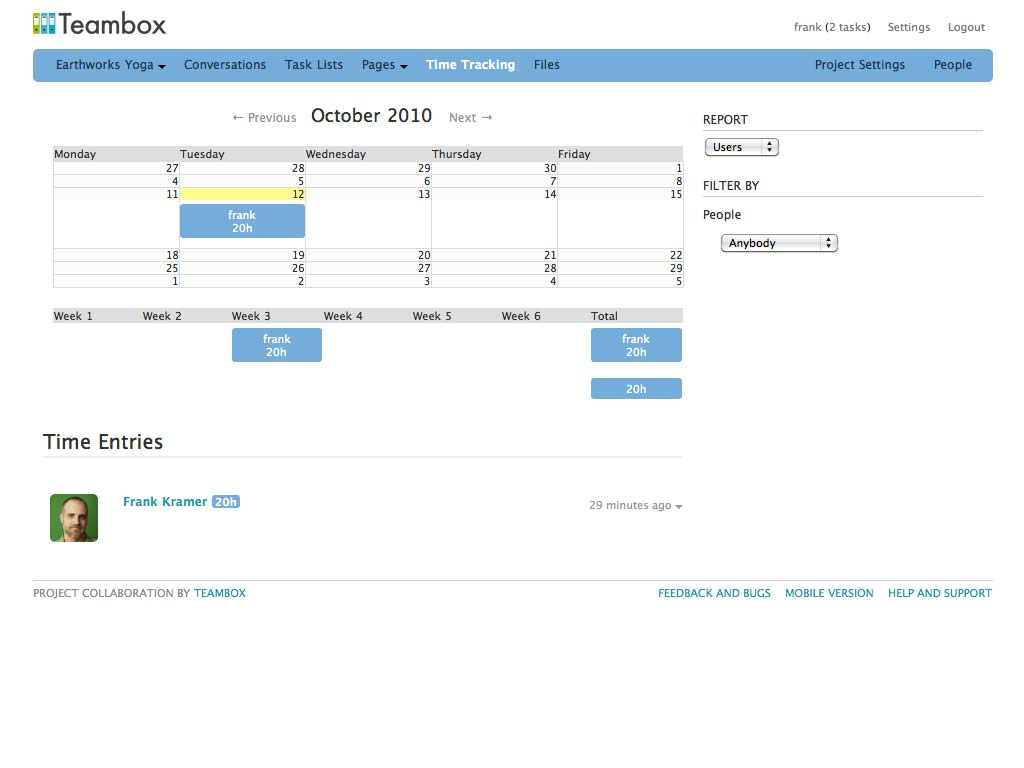 Teambox
frank (2 tasks) Settings Logout
Earthworks Yoga Conversations Task Lists Pages Time Tracking Files Project Settings People
← Previous October 2010 Next →
Monday Tuesday Wednesday Thursday Friday
27 28 29 30 1
4 5 6 7 8
11 12 13 14 15
frank
20h
18 19 20 21 22
25 26 27 28 29
1 2 3 4 5
Week 1 Week 2 Week 3 Week 4 Week 5 Week 6 Total
frank frank
20h 20h
20h
REPORT
Users
FILTER BY
People
Anybody
Time Entries
Frank Kramer 20h 29 minutes ago
PROJECT COLLABORATION BY TEAMBOX FEEDBACK AND BUGS MOBILE VERSION HELP AND SUPPORT